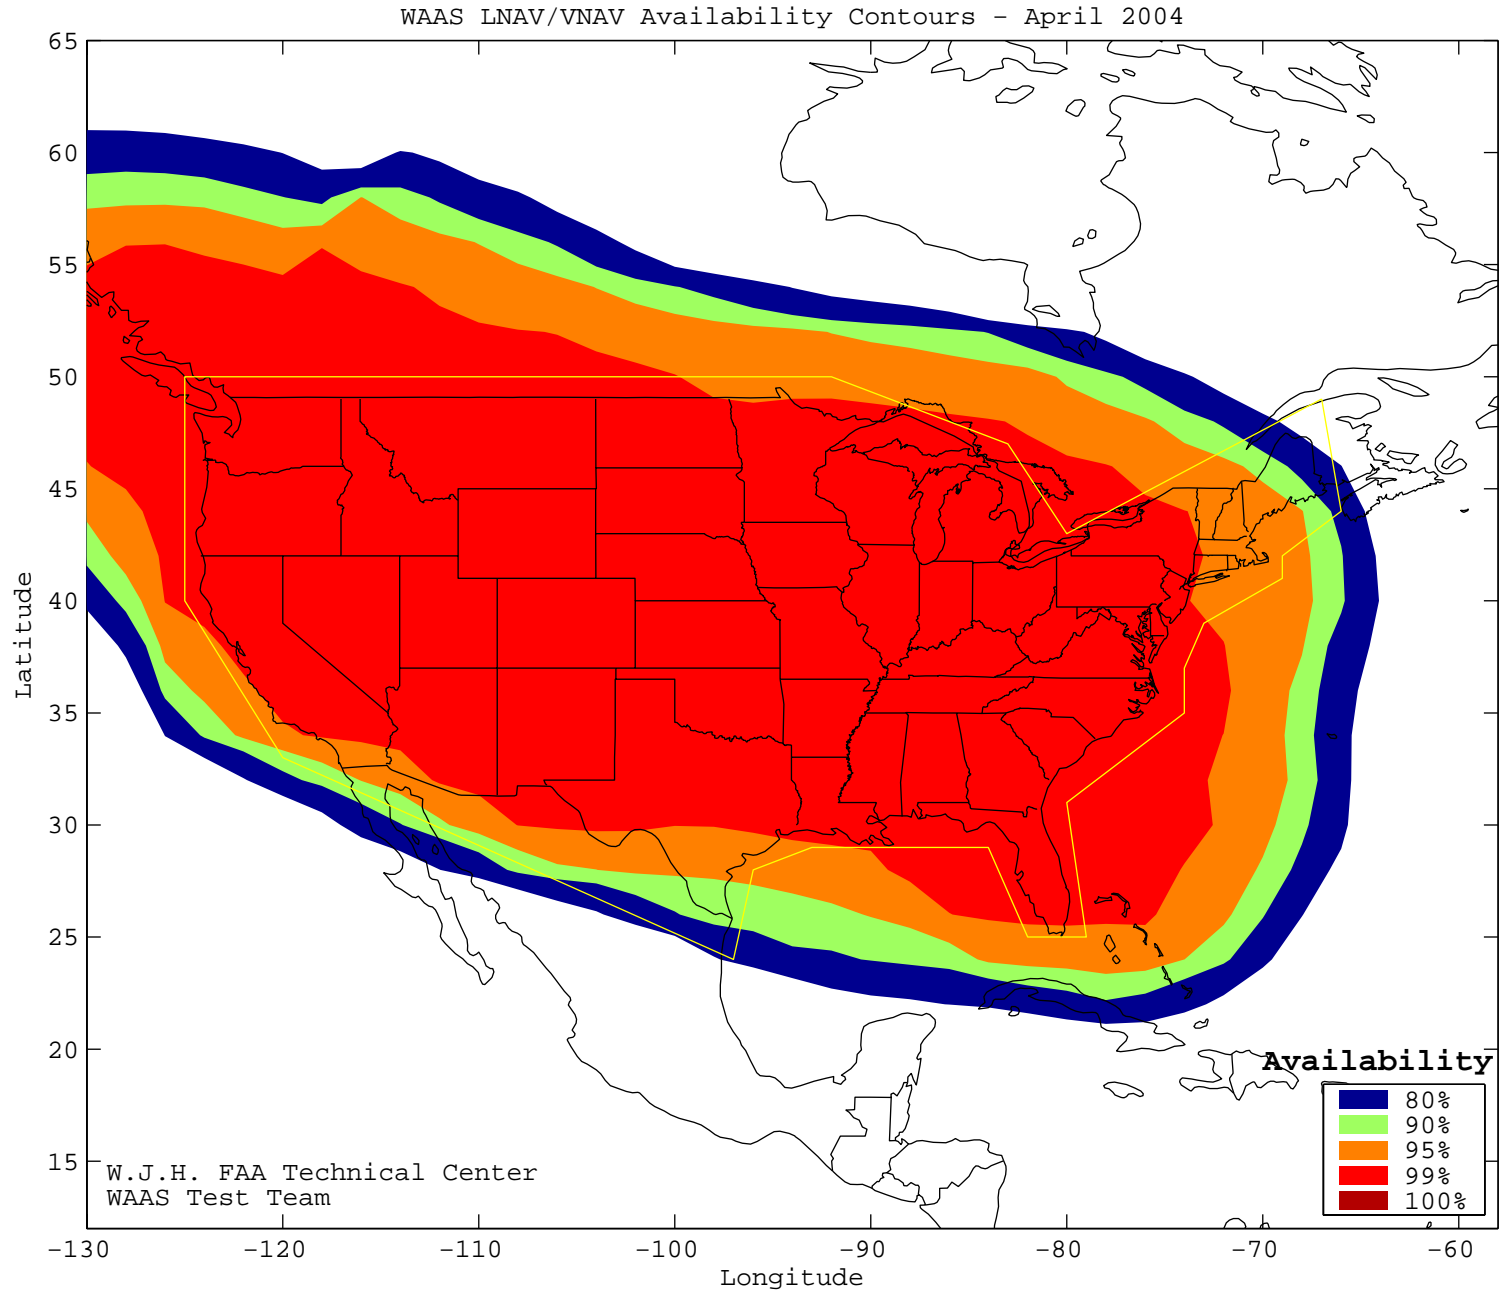 WAAS LNAV/VNAV Availability Contours - April 2004
65
60
55
50
45
40
35
30
25
20
15
Latitude
Availability
80%
90%
95%
99%
100%
W.J.H. FAA Technical Center
WAAS Test Team
-130 -120 -110 -100 -90 -80 -70 -60
Longitude